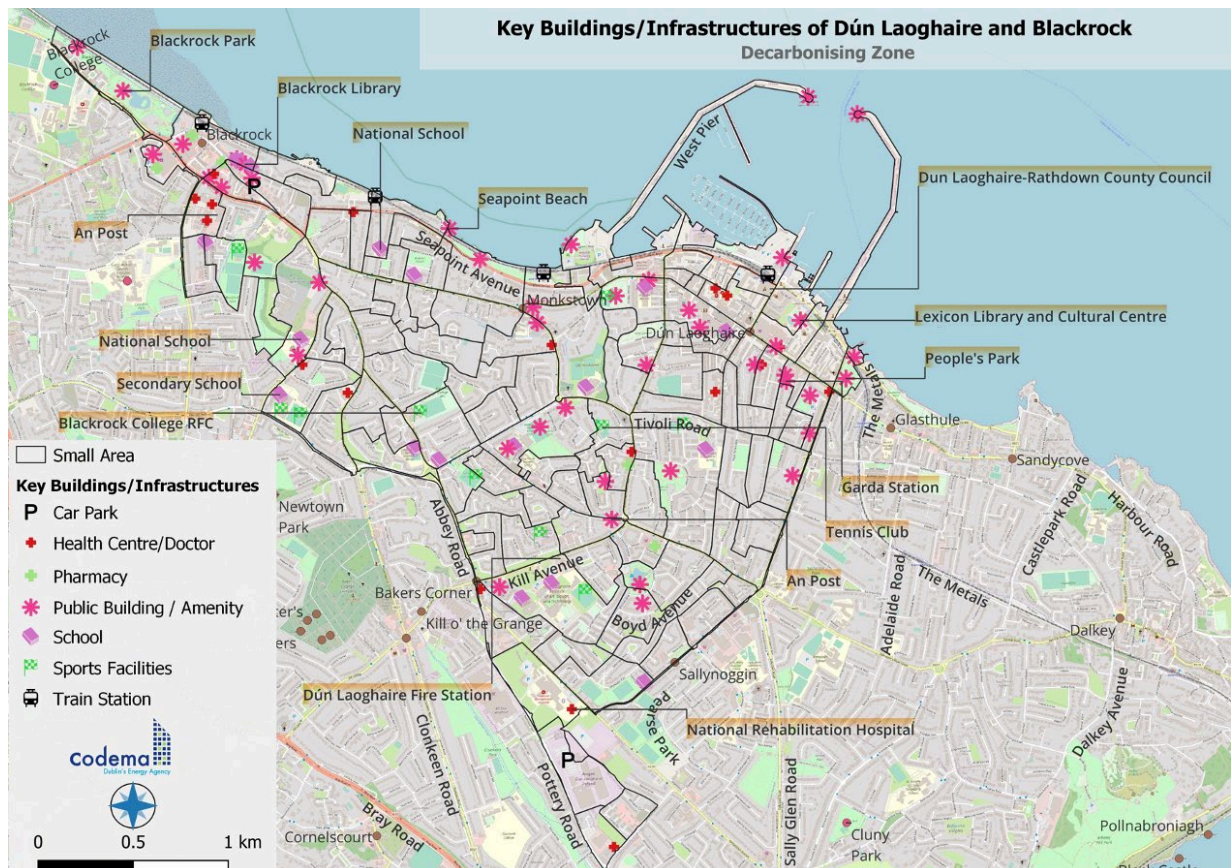 Key Buildings/Infrastructures of Dún Laoghaire and Blackrock
Decarbonising Zone
Blackrock
College
Blackrock Park
Blackrock Library
Blackrock
National School
West Pier
Dun Laoghaire-Rathdown County Council
Seapoint Beach
P
An Post
Seapoint Avenue
Monkstown
Dún Laoghaire
Lexicon Library and Cultural Centre
National School
People's Park
Secondary School
The Metals
Glasthule
Blackrock College RFC
Tivoli Road
Sandycove
Garda Station
Castlepark Road
Harbour Road
Small Area
Key Buildings/Infrastructures
P Car Park
Health Centre/Doctor
Pharmacy
Public Building / Amenity
School
Sports Facilities
Train Station
Newtown
Park
Abbey Road
Tennis Club
An Post
Kill Avenue
The Metals
Adelaide Road
Bakers Corner
Kill o' the Grange
Boyd Avenue
Dalkey
Sallynoggin
Dún Laoghaire Fire Station
Pearse Park
National Rehabilitation Hospital
Dalkey Avenue
Clonkeen Road
P
Pottery Road
Sally Glen Road
Bray Road
Cornelscourt
Cluny
Park
Pollnabroniagh
codema
Dublin's Energy Agency
0 0.5 1 km